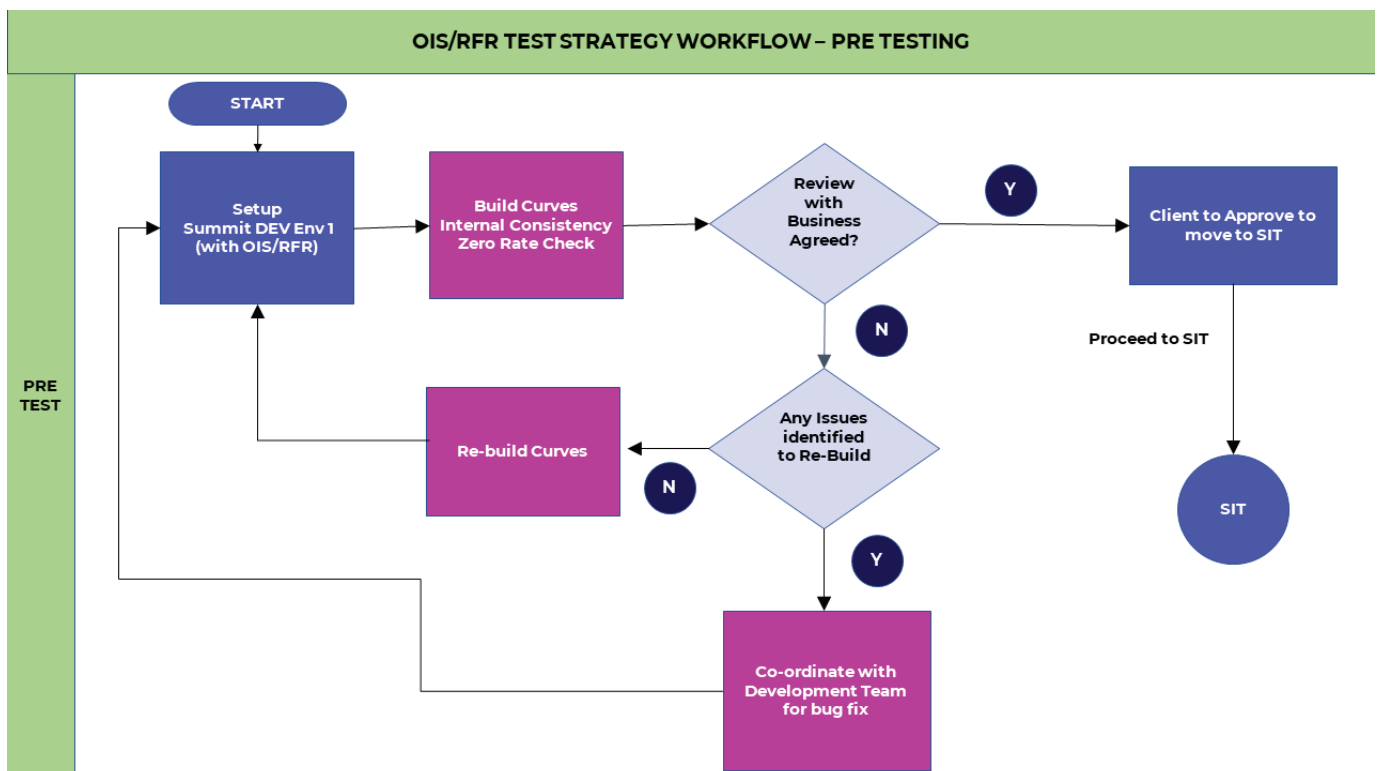 OIS/RFR TEST STRATEGY WORKFLOW – PRE TESTING
PRE
TEST
START
Setup
Summit DEV Env 1
(with OIS/RFR)
Build Curves
Internal Consistency
Zero Rate Check
Review
with
Business
Agreed?
Y
Client to Approve to
move to SIT
N
Proceed to SIT
Re-build Curves
N
Any Issues
identified
to Re-Build
SIT
Y
Co-ordinate with
Development Team
for bug fix